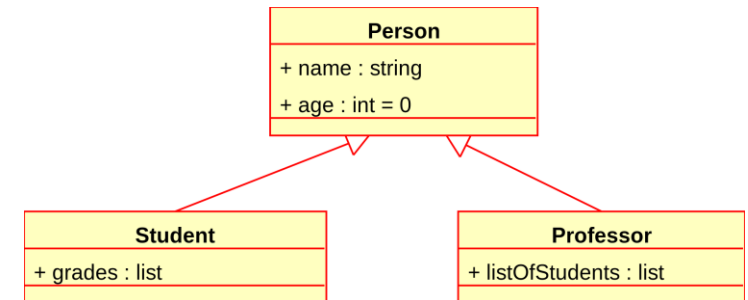 Person
+ name : string
+ age : int = 0
Student
+ grades : list
Professor
+ listOfStudents : list